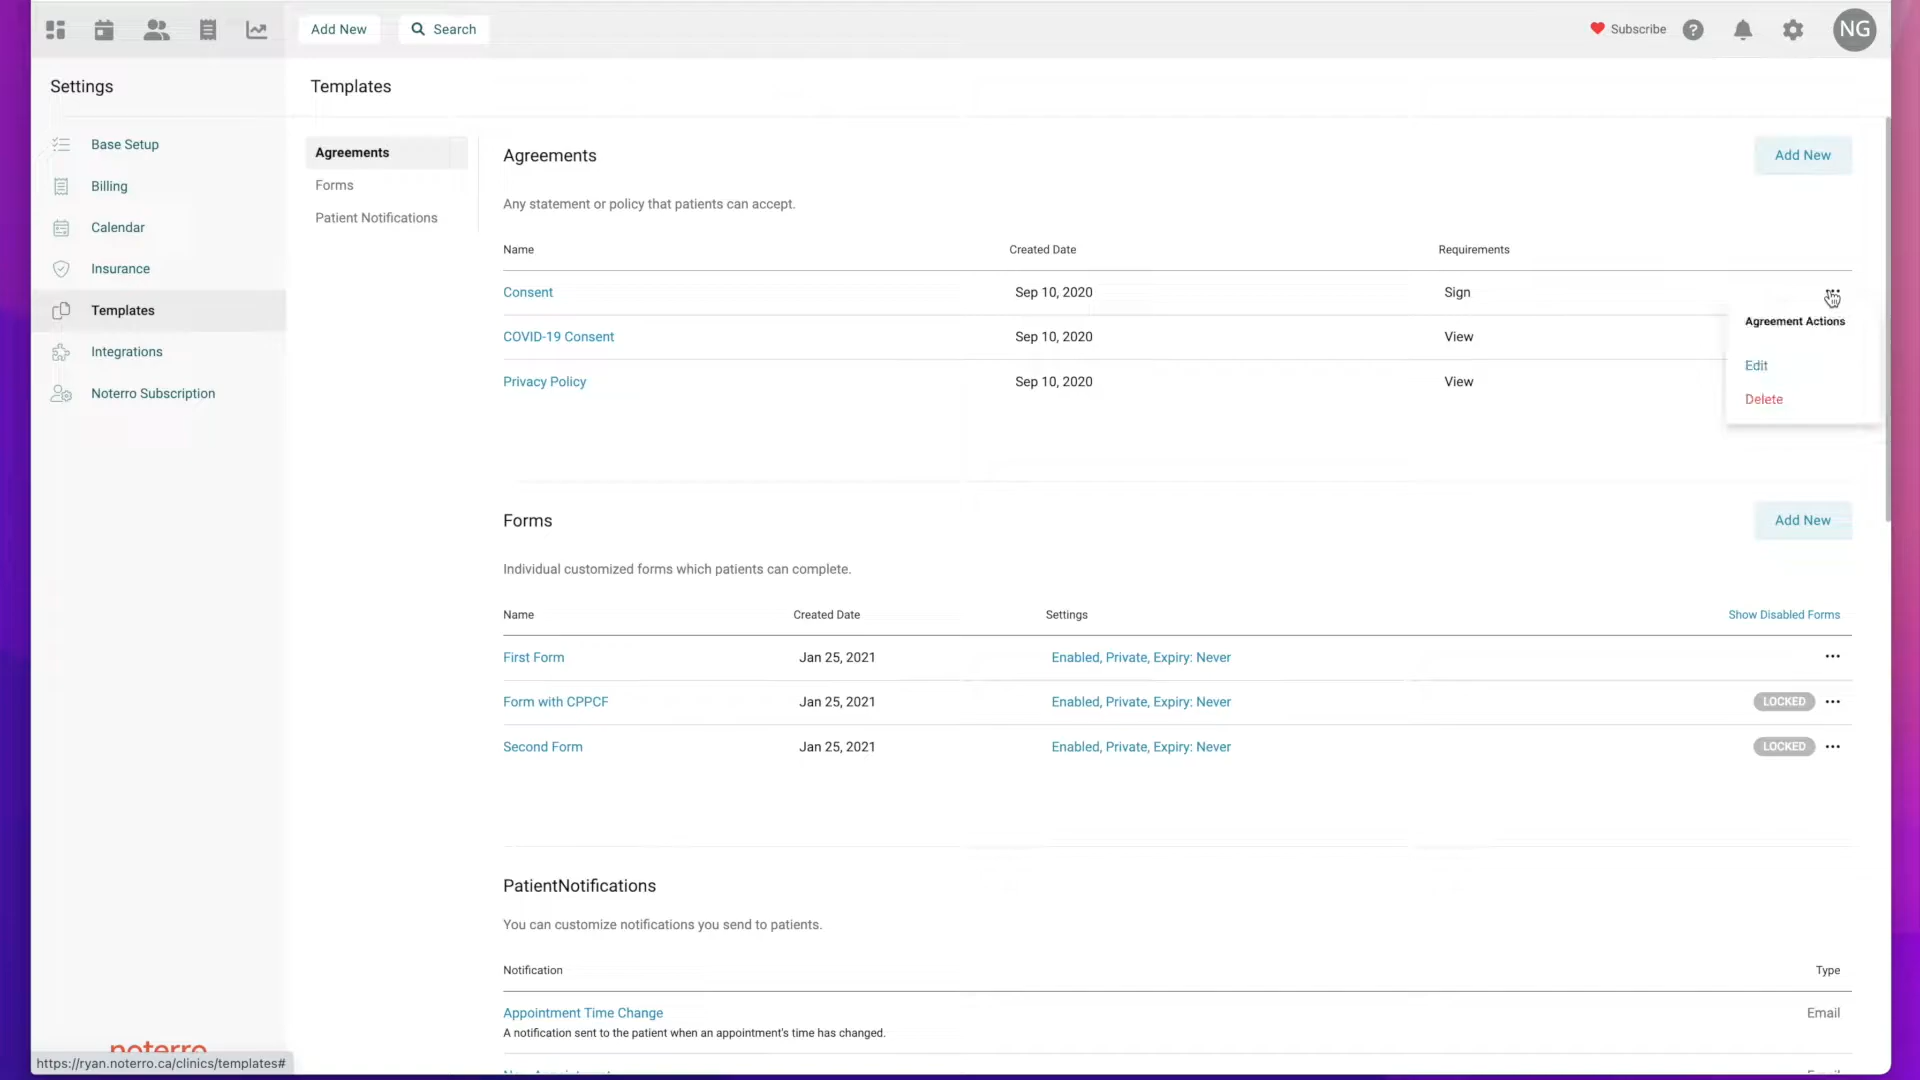 Add New
Search
Subscribe
?
NG
Settings
Templates
Base Setup
Billing
Calendar
Insurance
Templates
Integrations
Noterro Subscription
Agreements
Forms
Patient Notifications
Agreements
Add New
Any statement or policy that patients can accept.
Name Created Date Requirements
Consent Sep 10, 2020 Sign
COVID-19 Consent Sep 10, 2020 View
Privacy Policy Sep 10, 2020 View
Agreement Actions
Edit
Delete
Forms
Add New
Individual customized forms which patients can complete.
Name Created Date Settings Show Disabled Forms
First Form Jan 25, 2021 Enabled, Private, Expiry: Never
Form with CPPCF Jan 25, 2021 Enabled, Private, Expiry: Never LOCKED
Second Form Jan 25, 2021 Enabled, Private, Expiry: Never LOCKED
PatientNotifications
You can customize notifications you send to patients.
Notification Type
Appointment Time Change Email
A notification sent to the patient when an appointment's time has changed.
noterro
https://ryan.noterro.ca/clinics/templates#